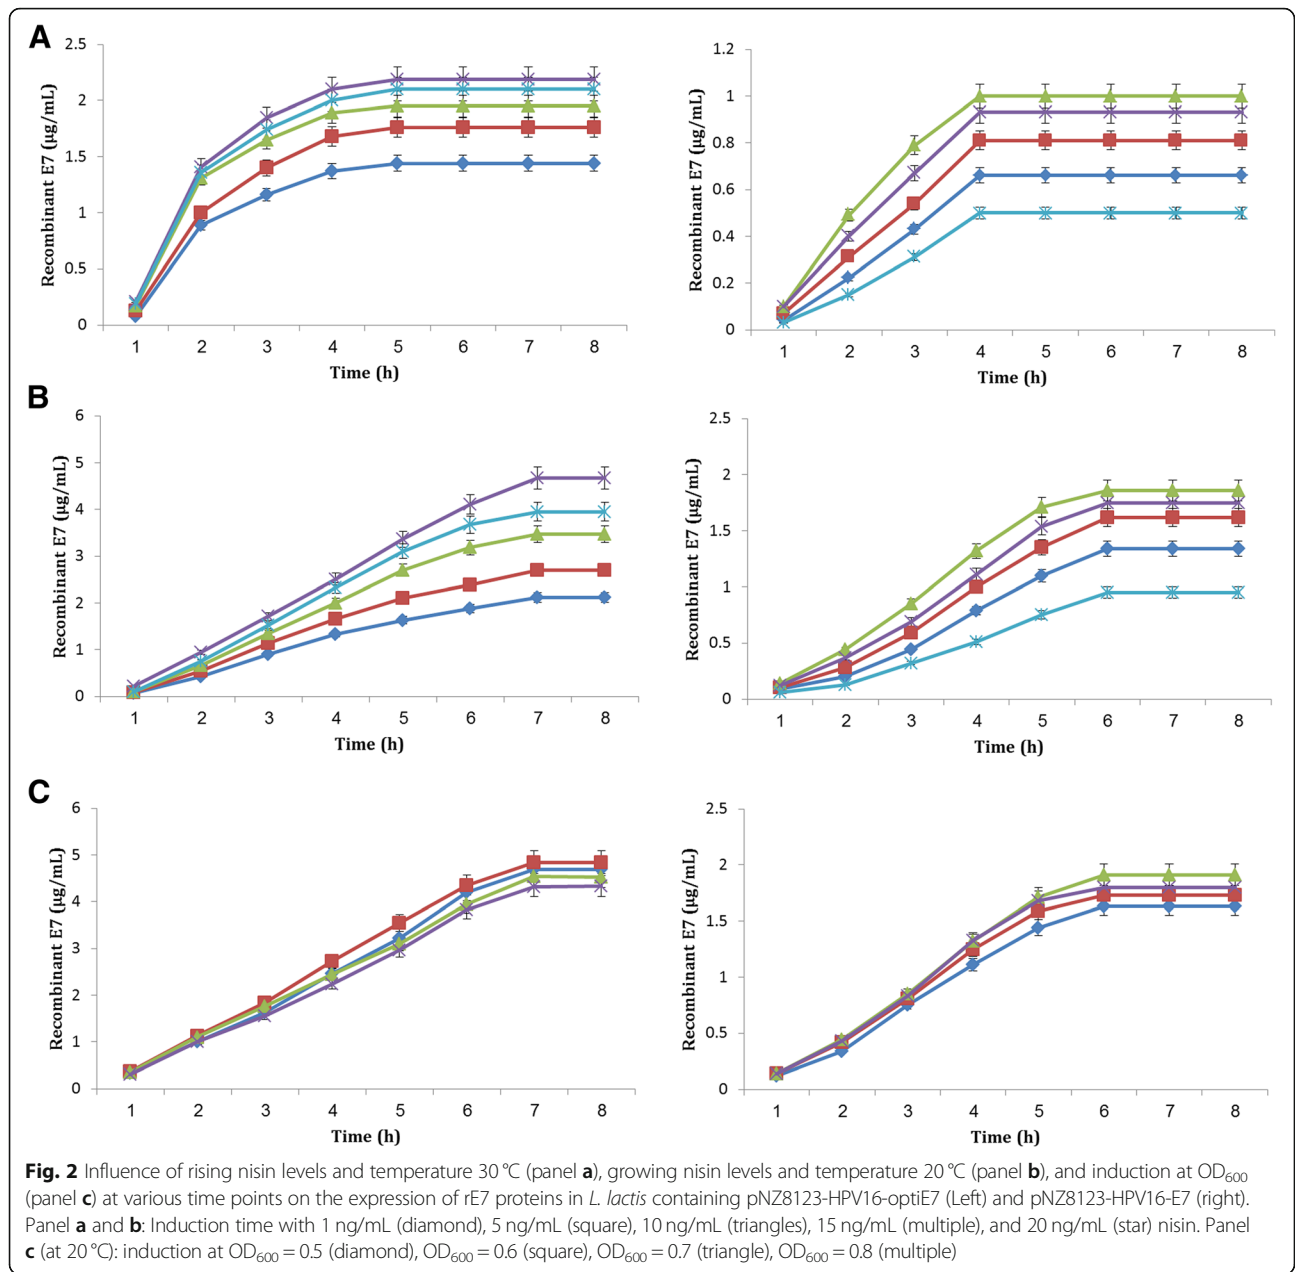 A
Recombinant E7 (µg/mL)
2.5
2
1.5
1
0.5
0
1 2 3 4 5 6 7 8
Time (h)
Recombinant E7 (µg/mL)
1.2
1
0.8
0.6
0.4
0.2
0
1 2 3 4 5 6 7 8
Time (h)
B
Recombinant E7 (µg/mL)
6
5
4
3
2
1
0
1 2 3 4 5 6 7 8
Time (h)
Recombinant E7 (µg/mL)
2.5
2
1.5
1
0.5
0
1 2 3 4 5 6 7 8
Time (h)
C
Recombinant E7 (µg/mL)
6
5
4
3
2
1
0
1 2 3 4 5 6 7 8
Time (h)
Recombinant E7 (µg/mL)
2.5
2
1.5
1
0.5
0
1 2 3 4 5 6 7 8
Time (h)
Fig. 2 Influence of rising nisin levels and temperature 30 °C (panel a), growing nisin levels and temperature 20 °C (panel b), and induction at OD600
(panel c) at various time points on the expression of rE7 proteins in L. lactis containing pNZ8123-HPV16-optiE7 (Left) and pNZ8123-HPV16-E7 (right).
Panel a and b: Induction time with 1 ng/mL (diamond), 5 ng/mL (square), 10 ng/mL (triangles), 15 ng/mL (multiple), and 20 ng/mL (star) nisin. Panel
c (at 20 °C): induction at OD600 = 0.5 (diamond), OD600 = 0.6 (square), OD600 = 0.7 (triangle), OD600 = 0.8 (multiple)